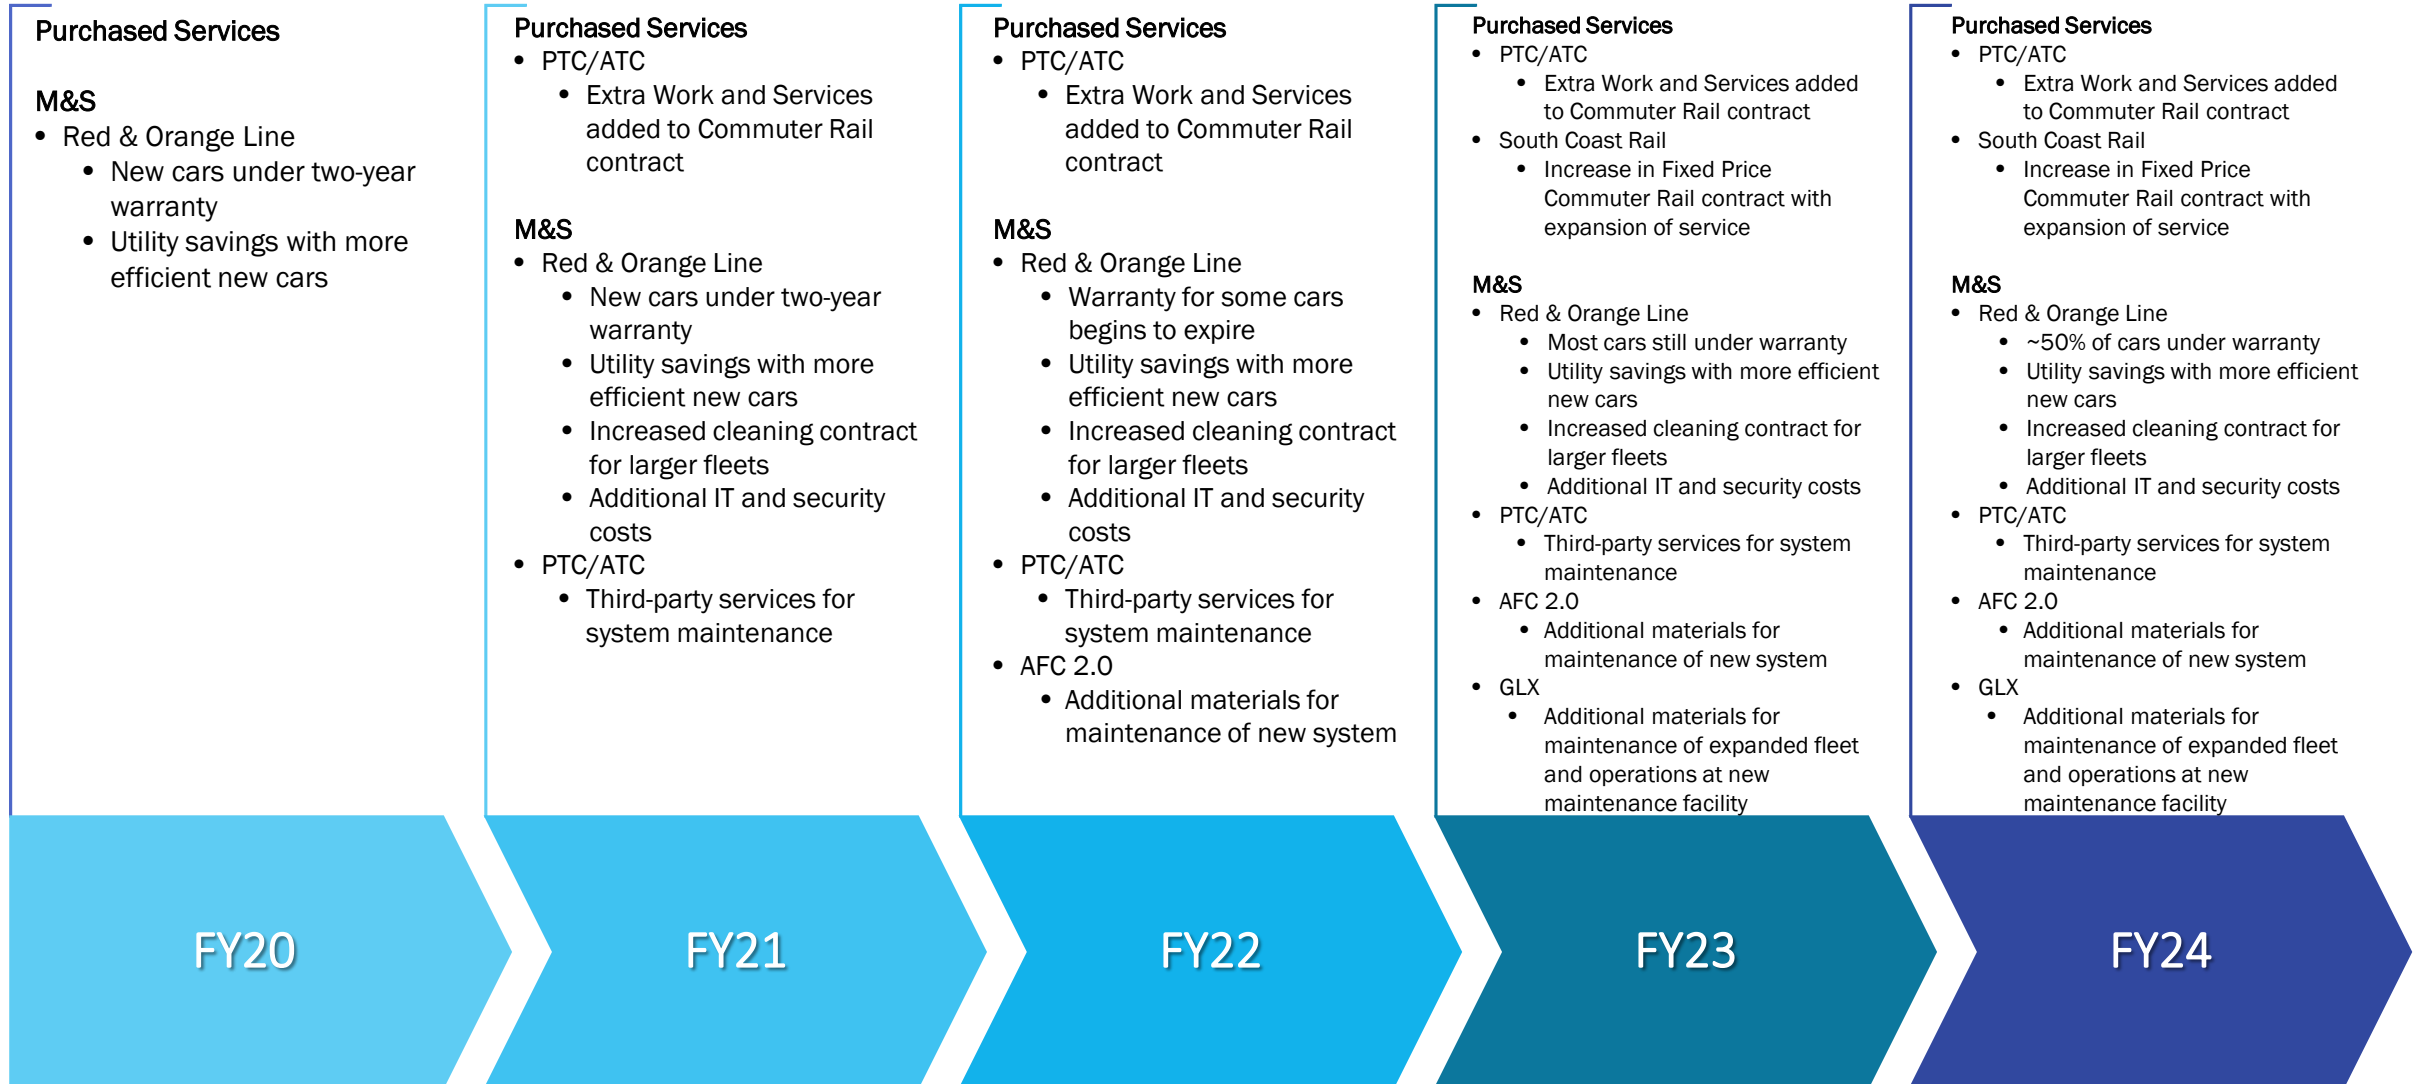 Purchased Services
M&S
• Red & Orange Line
• New cars under two-year
warranty
• Utility savings with more
efficient new cars
FY20
Purchased Services
• PTC/ATC
• Extra Work and Services
added to Commuter Rail
contract
M&S
• Red & Orange Line
• New cars under two-year
warranty
• Utility savings with more
efficient new cars
• Increased cleaning contract
for larger fleets
• Additional IT and security
costs
• PTC/ATC
• Third-party services for
system maintenance
FY21
Purchased Services
• PTC/ATC
• Extra Work and Services
added to Commuter Rail
contract
M&S
• Red & Orange Line
• Warranty for some cars
begins to expire
• Utility savings with more
efficient new cars
• Increased cleaning contract
for larger fleets
• Additional IT and security
costs
• PTC/ATC
• Third-party services for
system maintenance
• AFC 2.0
• Additional materials for
maintenance of new system
FY22
Purchased Services
• PTC/ATC
• Extra Work and Services added
to Commuter Rail contract
• South Coast Rail
• Increase in Fixed Price
Commuter Rail contract with
expansion of service
M&S
• Red & Orange Line
• Most cars still under warranty
• Utility savings with more efficient
new cars
• Increased cleaning contract for
larger fleets
• Additional IT and security costs
• PTC/ATC
• Third-party services for system
maintenance
• AFC 2.0
• Additional materials for
maintenance of new system
• GLX
• Additional materials for
maintenance of expanded fleet
and operations at new
maintenance facility
FY23
Purchased Services
• PTC/ATC
• Extra Work and Services added
to Commuter Rail contract
• South Coast Rail
• Increase in Fixed Price
Commuter Rail contract with
expansion of service
M&S
• Red & Orange Line
• ~50% of cars under warranty
• Utility savings with more efficient
new cars
• Increased cleaning contract for
larger fleets
• Additional IT and security costs
• PTC/ATC
• Third-party services for system
maintenance
• AFC 2.0
• Additional materials for
maintenance of new system
• GLX
• Additional materials for
maintenance of expanded fleet
and operations at new
maintenance facility
FY24